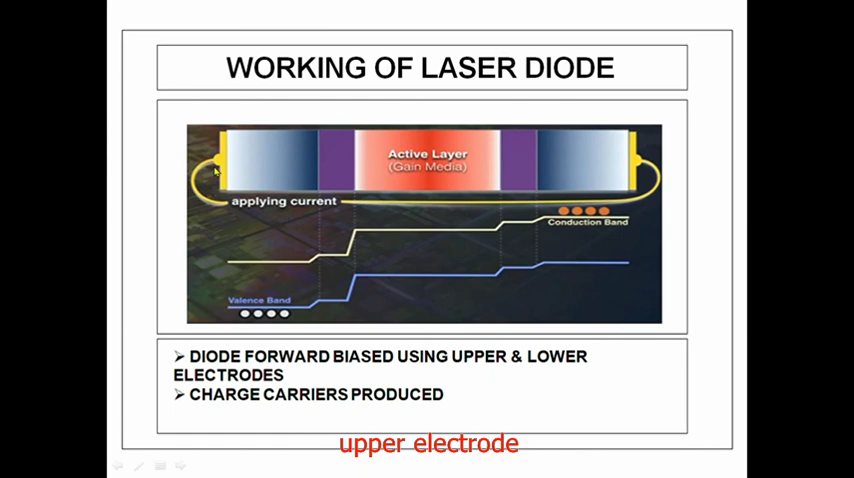 WORKING OF LASER DIODE
Active Layer
(Gain Media)
applying current
Conduction Band
Valence Band
➢ DIODE FORWARD BIASED USING UPPER & LOWER
ELECTRODES
➢ CHARGE CARRIERS PRODUCED
upper electrode